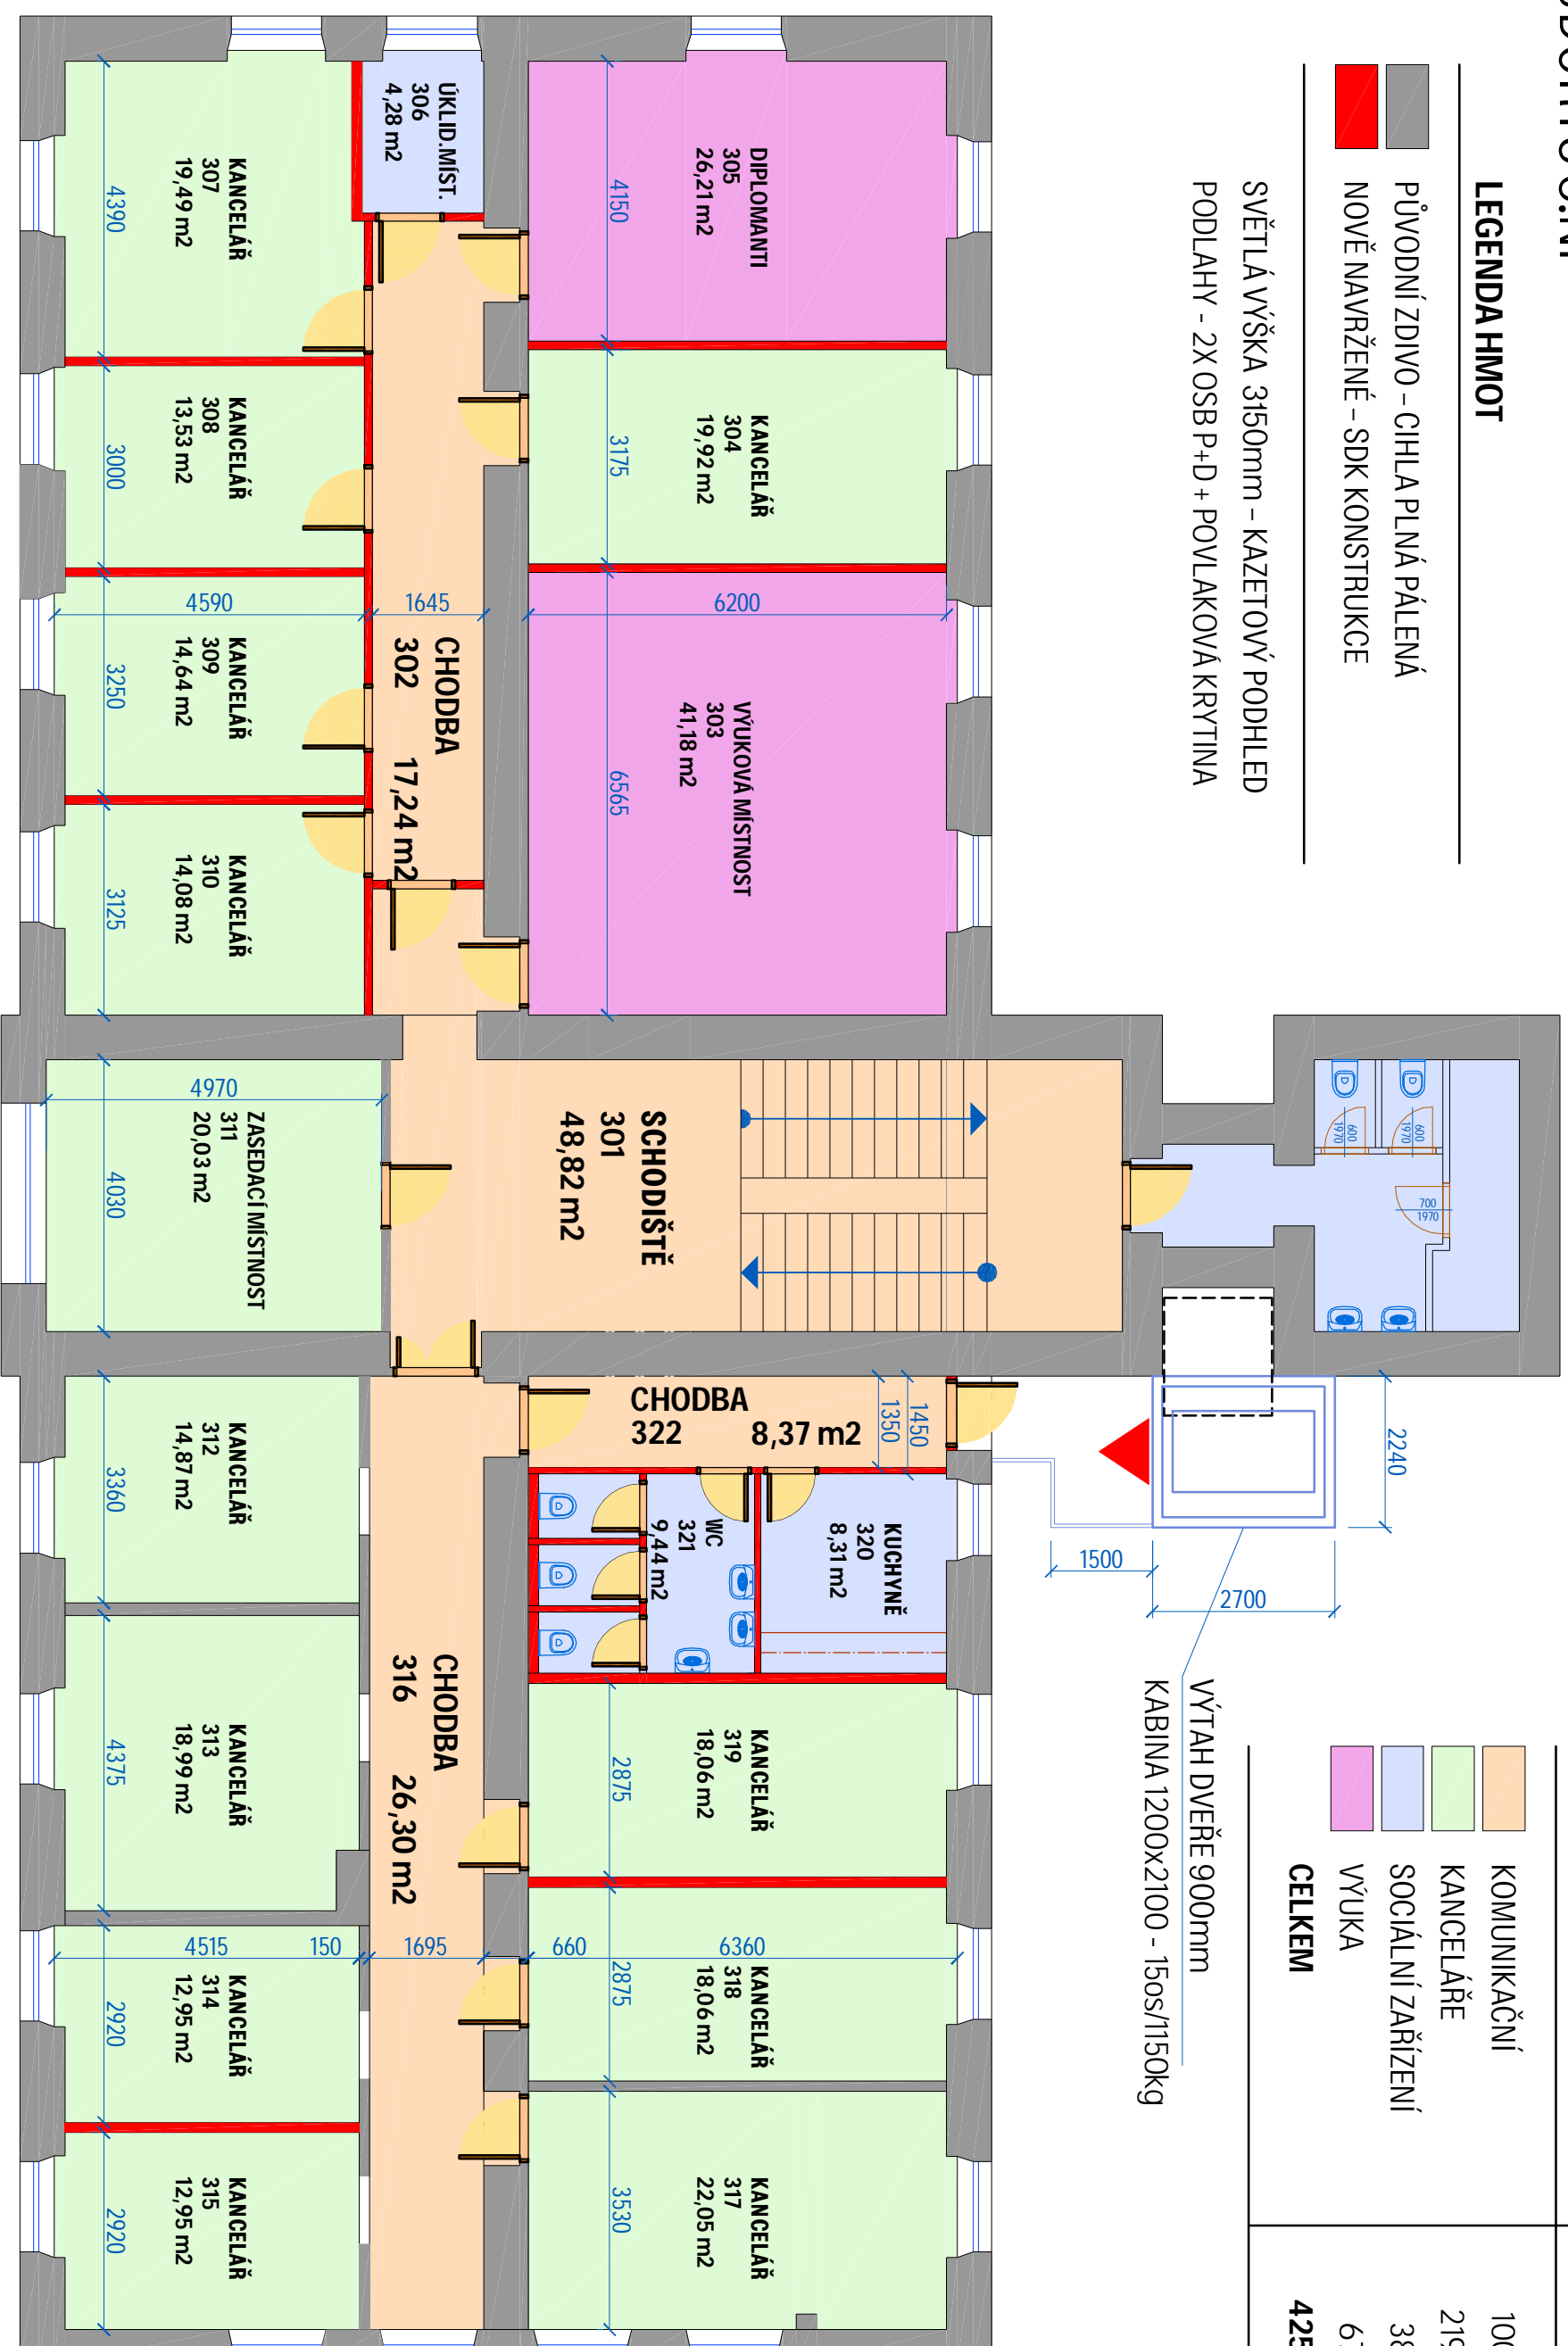 LEGENDA HMOT
PŮVODNÍ ZDIVO - CIHLA PLNÁ PÁLENÁ
NOVĚ NAVRŽENÉ - SDK KONSTRUKCE
SVĚTLÁ VÝŠKA 3150mm - KAZETOVÝ PODHLED
PODLAHY - 2X OSB P+D + POVLAKOVÁ KRYTINA
KOMUNIKAČNÍ
KANCELÁŘE
219
SOCIÁLNÍ ZAŘÍZENÍ
38
VÝUKA
CELKEM
425
VÝTAH DVEŘE 900mm
KABINA 1200x2100 - 15os/1150kg
2240
1500
2700
600
1970
600
1970
700
1970
DIPLOMANTI
305
26,21 m2
4150
KANCELÁŘ
304
19,92 m2
3175
VÝUKOVÁ MÍSTNOST
303
41,18 m2
6565
6200
SCHODIŠTĚ
301
48,82 m2
CHODBA
322 8,37 m2
1450
1350
KUCHYNĚ
320
8,31 m2
WC
321
9,44 m2
KANCELÁŘ
319
18,06 m2
2875
KANCELÁŘ
318
18,06 m2
2875
6360
660
KANCELÁŘ
317
22,05 m2
3530
ÚKLID.MÍST.
306
4,28 m2
CHODBA
302 17,24 m2
1645
CHODBA
316 26,30 m2
1695
KANCELÁŘ
307
19,49 m2
4390
KANCELÁŘ
308
13,53 m2
3000
4590
KANCELÁŘ
309
14,64 m2
3250
KANCELÁŘ
310
14,08 m2
3125
ZASEDACÍ MÍSTNOST
311
20,03 m2
4970
4030
KANCELÁŘ
312
14,87 m2
3360
KANCELÁŘ
313
18,99 m2
4375
150
4515
KANCELÁŘ
314
12,95 m2
2920
KANCELÁŘ
315
12,95 m2
2920